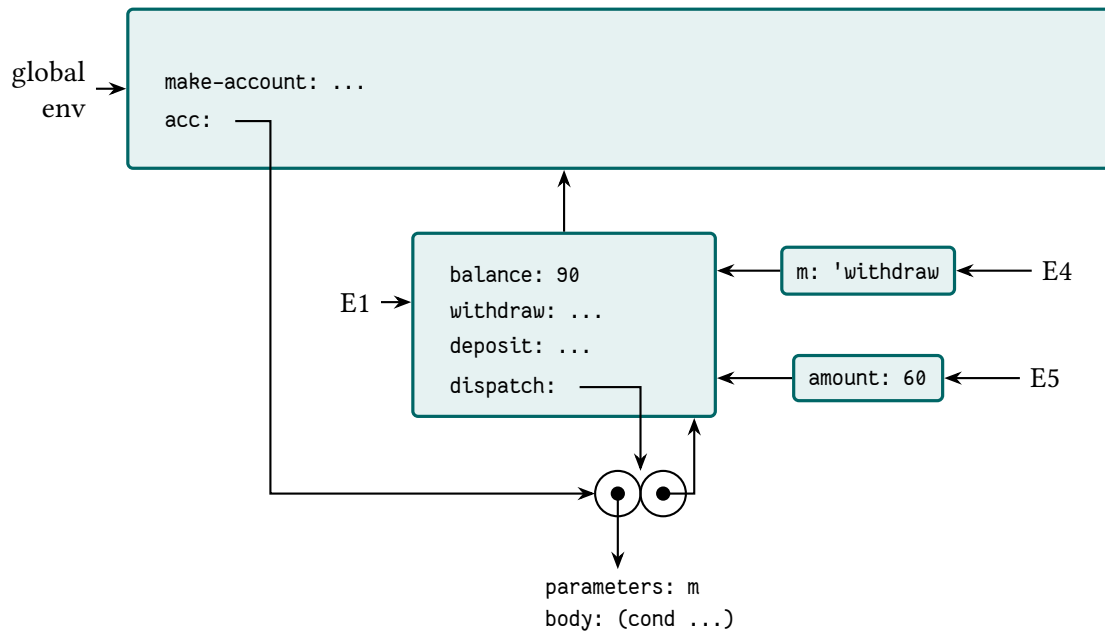 global
env
make-account: ...
acc:
E1
balance: 90
withdraw: ...
deposit: ...
dispatch:
m: 'withdraw
E4
amount: 60
E5
parameters: m
body: (cond ...)